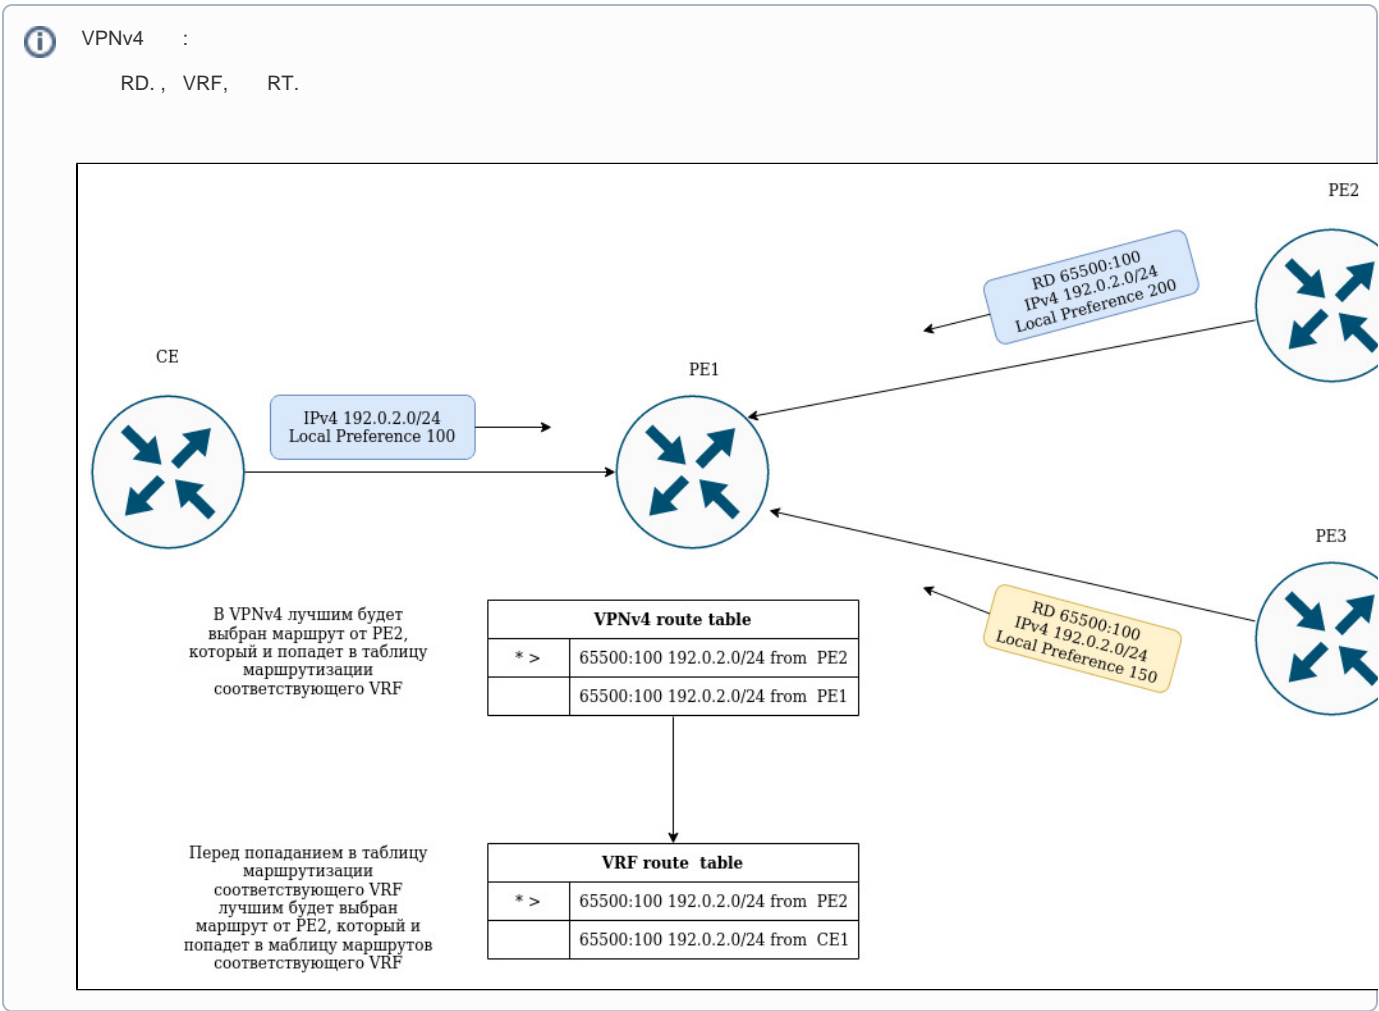 VPNv4 :
RD. , VRF, RT.
PE2
RD 65500:100
IPv4 192.0.2.0/24
Local Preference 200
CE
PE1
IPv4 192.0.2.0/24
Local Preference 100
PE3
RD 65500:100
IPv4 192.0.2.0/24
Local Preference 150
В VPNv4 лучшим будет
выбран маршрут от PE2,
который и попадет в таблицу
маршрутизации
соответствующего VRF
VPNv4 route table
* > 65500:100 192.0.2.0/24 from PE2
65500:100 192.0.2.0/24 from PE1
Перед попаданием в таблицу
маршрутизации
соответствующего VRF
лучшим будет выбран
маршрут от PE2, который и
попадет в маблицу маршрутов
соответствующего VRF
VRF route table
* > 65500:100 192.0.2.0/24 from PE2
65500:100 192.0.2.0/24 from CE1